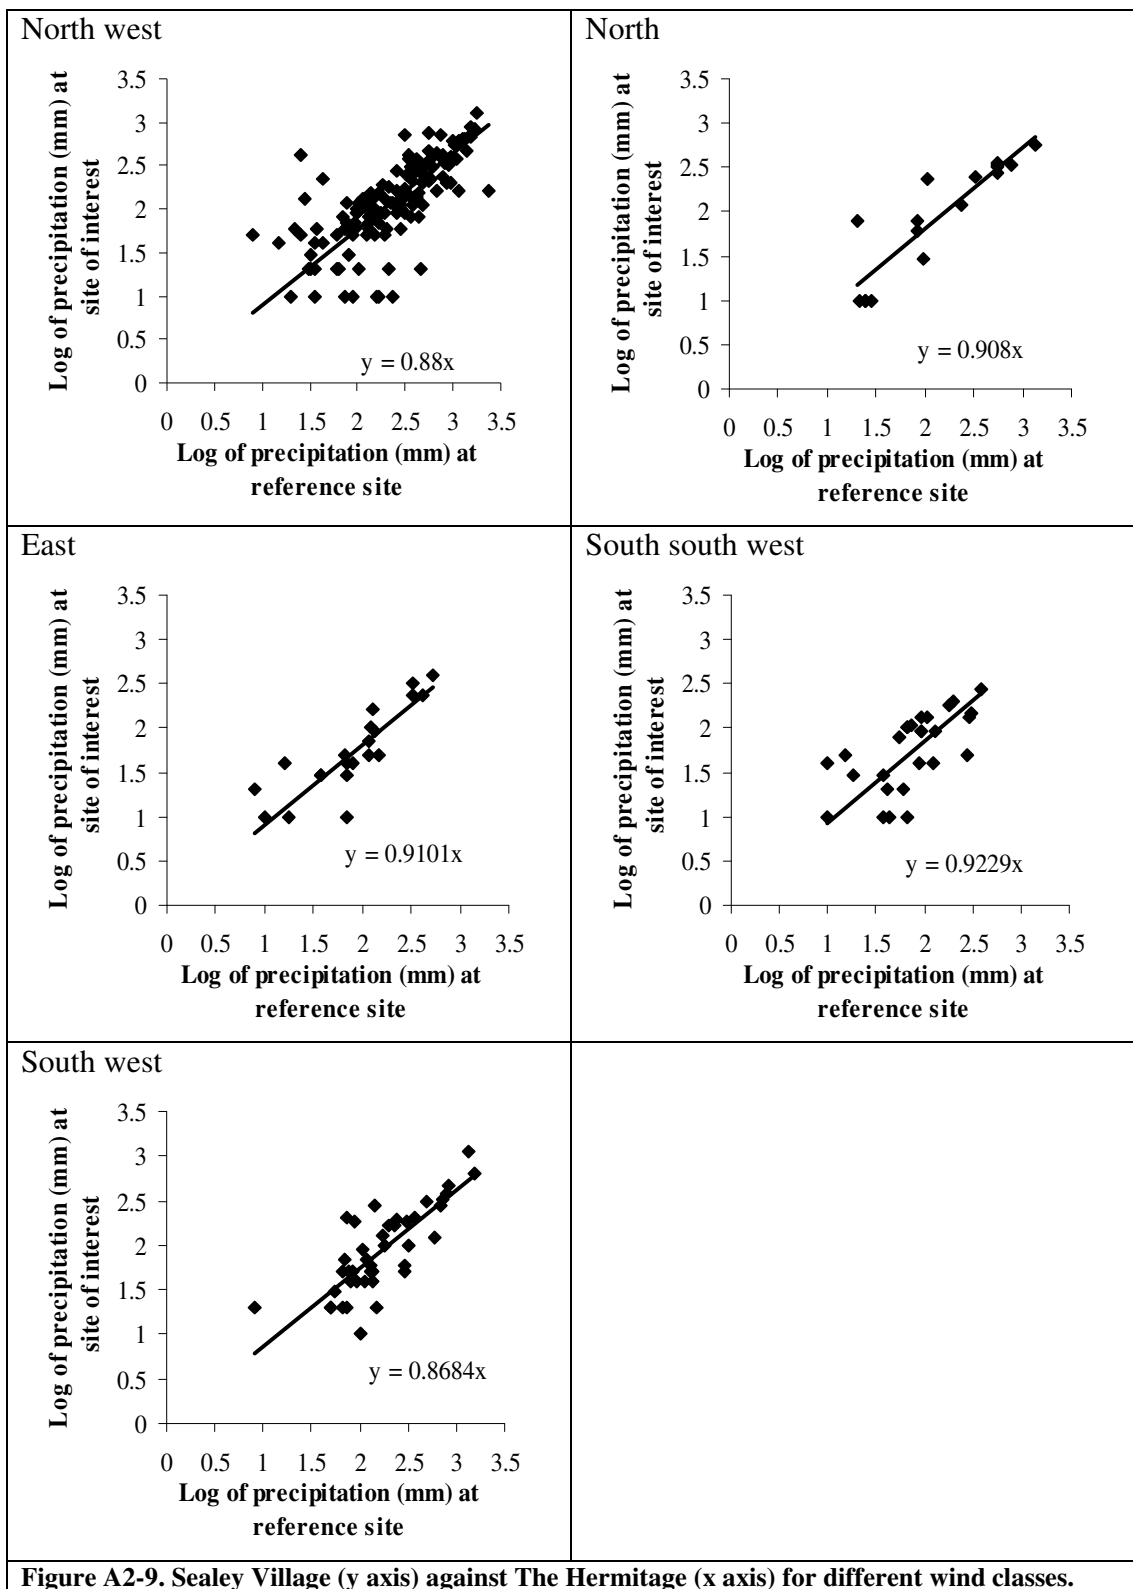 North west
Log of precipitation (mm) at
site of interest
3.5
3
2.5
2
1.5
1
0.5
0
y = 0.88x
0 0.5 1 1.5 2 2.5 3 3.5
Log of precipitation (mm) at
reference site
North
Log of precipitation (mm) at
site of interest
3.5
3
2.5
2
1.5
1
0.5
0
y = 0.908x
0 0.5 1 1.5 2 2.5 3 3.5
Log of precipitation (mm) at
reference site
East
Log of precipitation (mm) at
site of interest
3.5
3
2.5
2
1.5
1
0.5
0
y = 0.9101x
0 0.5 1 1.5 2 2.5 3 3.5
Log of precipitation (mm) at
reference site
South south west
Log of precipitation (mm) at
site of interest
3.5
3
2.5
2
1.5
1
0.5
0
y = 0.9229x
0 0.5 1 1.5 2 2.5 3 3.5
Log of precipitation (mm) at
reference site
South west
Log of precipitation (mm) at
site of interest
3.5
3
2.5
2
1.5
1
0.5
0
y = 0.8684x
0 0.5 1 1.5 2 2.5 3 3.5
Log of precipitation (mm) at
reference site
Figure A2-9. Sealey Village (y axis) against The Hermitage (x axis) for different wind classes.